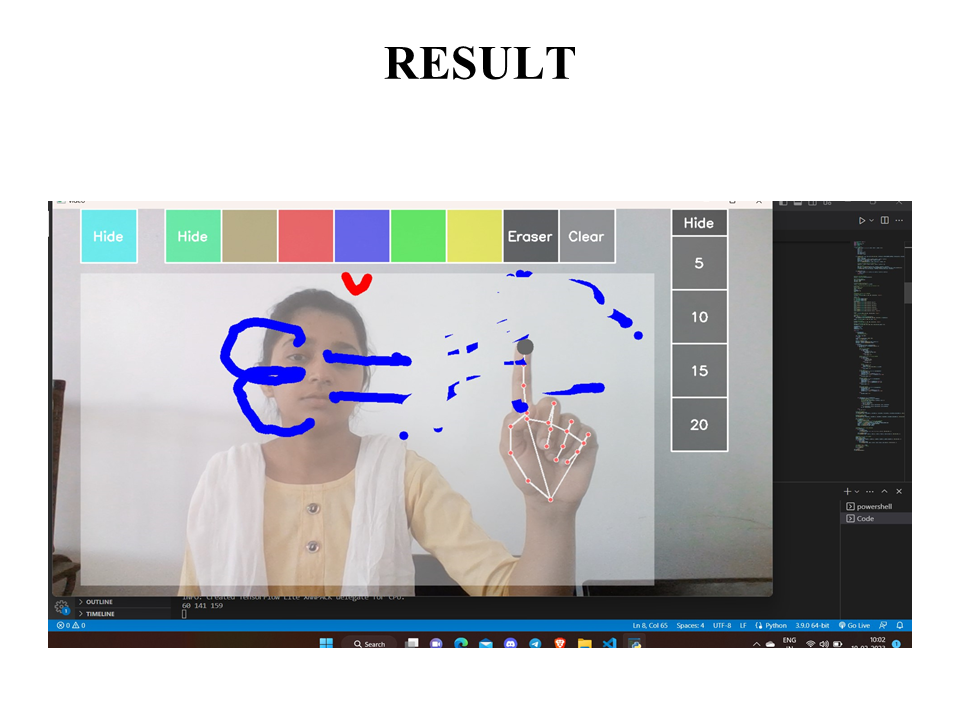 RESULT
Hide
Hide
Eraser
Clear
Hide
5
10
15
20
powershell
Code
OUTLINE
TIMELINE
INFO: Created TensorFlow Lite XNNPACK delegate for CPU.
60 141 159
0 0
Ln 8, Col 65 Spaces: 4 UTF-8 LF Python 3.9.0 64-bit Go Live
Search
ENG
10:02